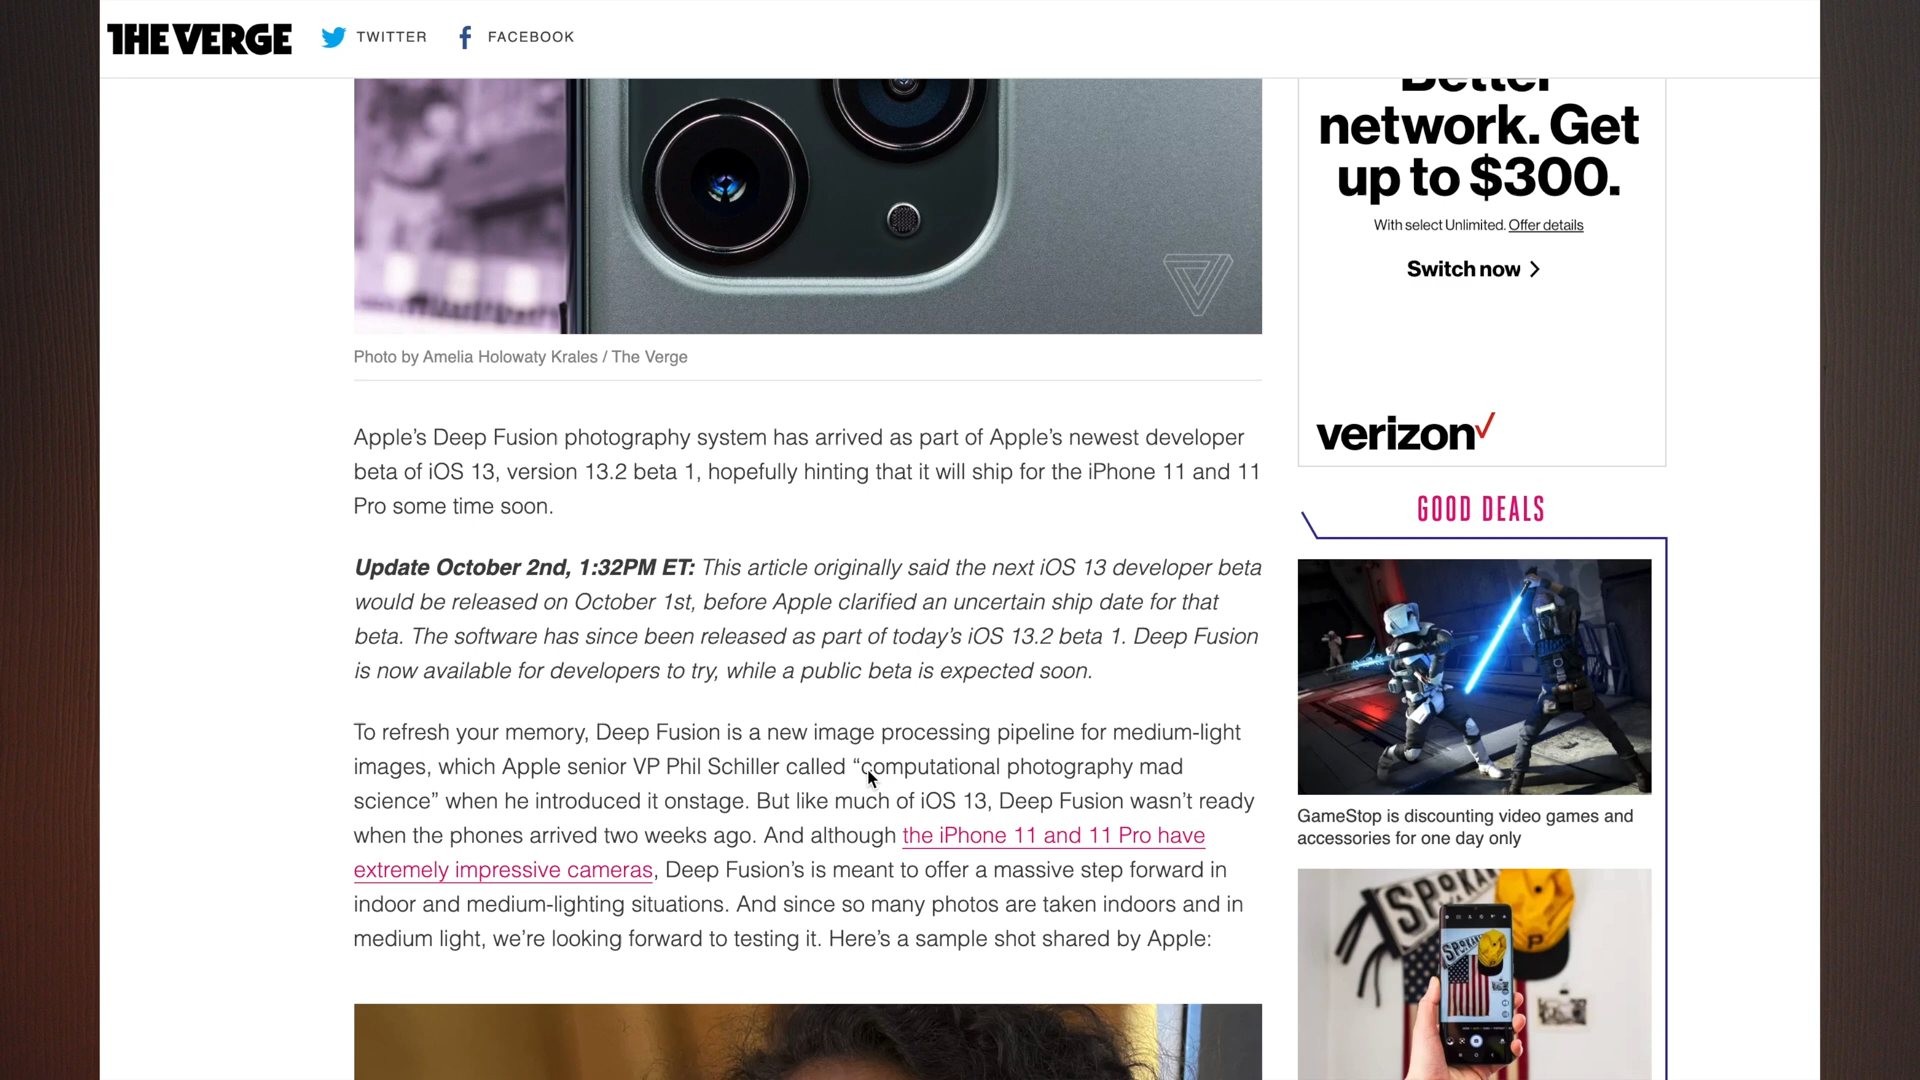 THE VERGE
TWITTER
FACEBOOK
Better
network. Get
up to $300.
With select Unlimited. Offer details
Switch now
verizon
Photo by Amelia Holowaty Krales / The Verge
Apple’s Deep Fusion photography system has arrived as part of Apple’s newest developer
beta of iOS 13, version 13.2 beta 1, hopefully hinting that it will ship for the iPhone 11 and 11
Pro some time soon.
Update October 2nd, 1:32PM ET: This article originally said the next iOS 13 developer beta
would be released on October 1st, before Apple clarified an uncertain ship date for that
beta. The software has since been released as part of today’s iOS 13.2 beta 1. Deep Fusion
is now available for developers to try, while a public beta is expected soon.
To refresh your memory, Deep Fusion is a new image processing pipeline for medium-light
images, which Apple senior VP Phil Schiller called “computational photography mad
science” when he introduced it onstage. But like much of iOS 13, Deep Fusion wasn’t ready
when the phones arrived two weeks ago. And although the iPhone 11 and 11 Pro have
extremely impressive cameras, Deep Fusion’s is meant to offer a massive step forward in
indoor and medium-lighting situations. And since so many photos are taken indoors and in
medium light, we’re looking forward to testing it. Here’s a sample shot shared by Apple:
GOOD DEALS
GameStop is discounting video games and
accessories for one day only